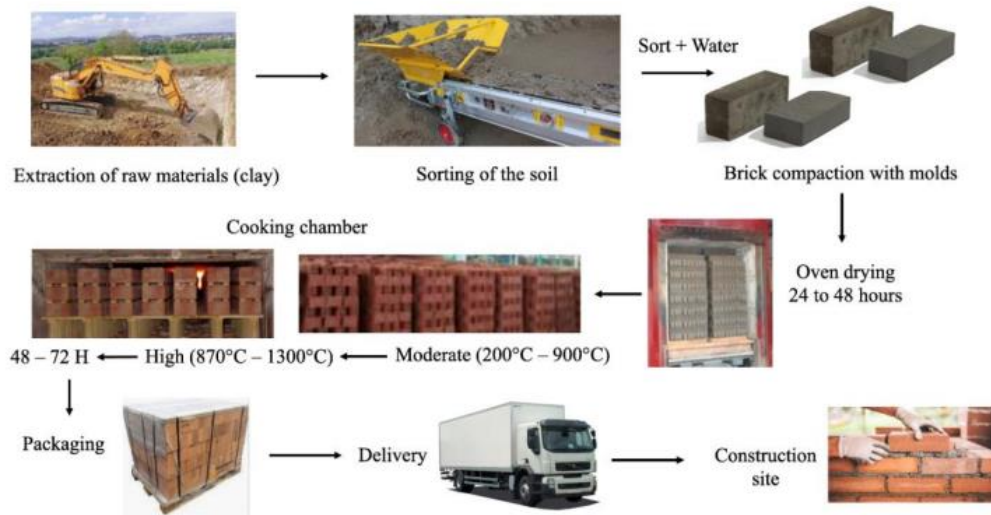 Sort + Water
Extraction of raw materials (clay)
Sorting of the soil
Brick compaction with molds
Oven drying
24 to 48 hours
Cooking chamber
Moderate (200°C – 900°C)
High (870°C – 1300°C)
48 – 72 H
Packaging
Delivery
Construction
site